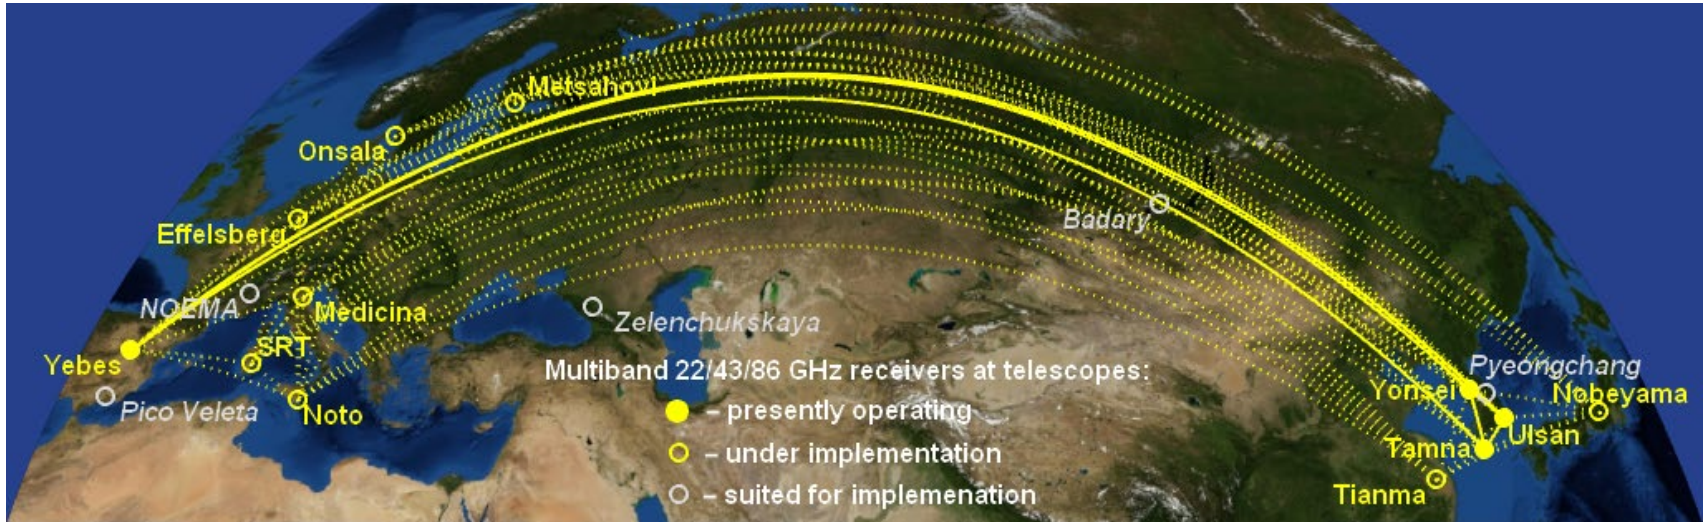 Metsahovi
Onsala
Badary
Effelsberg
NOEMA
Medicina
Zelenchukskaya
SRT
Yebes
Multiband 22/43/86 GHz receivers at telescopes:
Pyeongchang
Yonsei
Nobeyama
Pico Veleta
Noto
– presently operating
Ulsan
Tamna
– under implementation
Tianma
– suited for implemenation